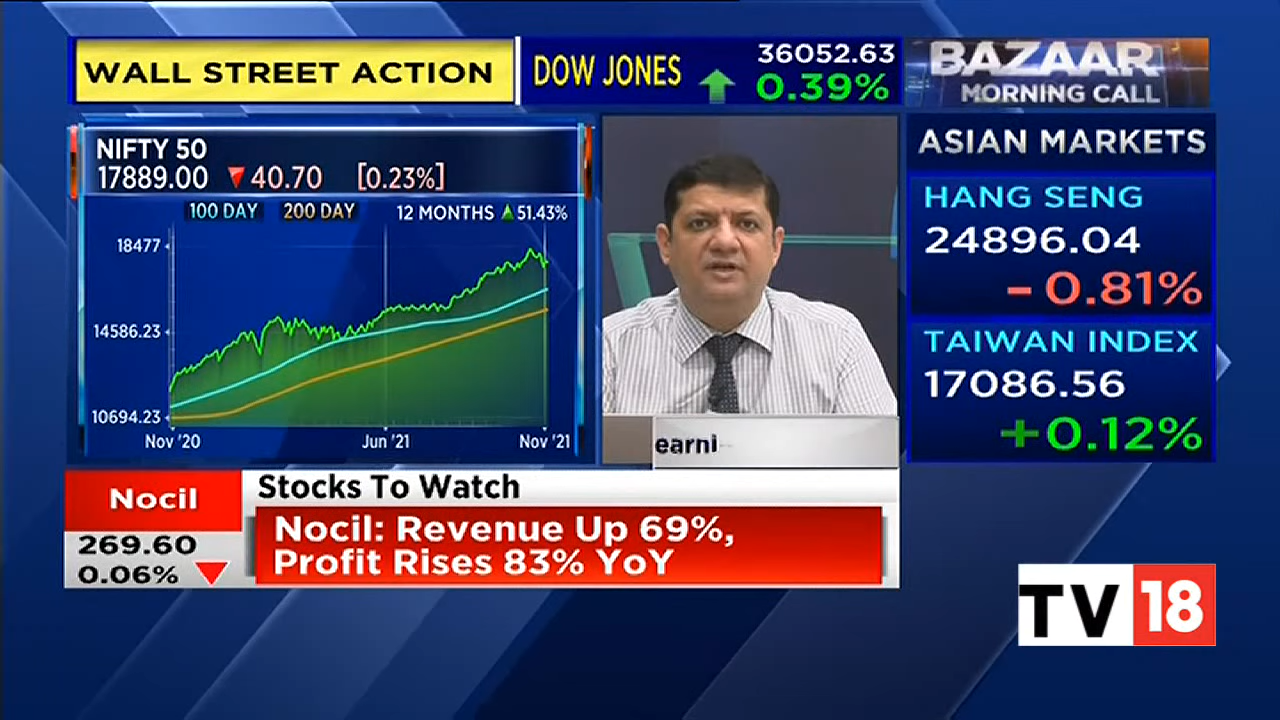 WALL STREET ACTION
DOW JONES
36052.63
0.39%
BAZAAR
MORNING CALL
NIFTY 50
17889.00 ▼40.70 [0.23%]
100 DAY 200 DAY 12 MONTHS ▲51.43%
18477
14586.23
10694.23
Nov '20 Jun '21 Nov '21
earni
ASIAN MARKETS
HANG SENG
24896.04
-0.81%
TAIWAN INDEX
17086.56
+0.12%
Nocil
269.60
0.06%
Stocks To Watch
Nocil: Revenue Up 69%,
Profit Rises 83% YoY
TV18